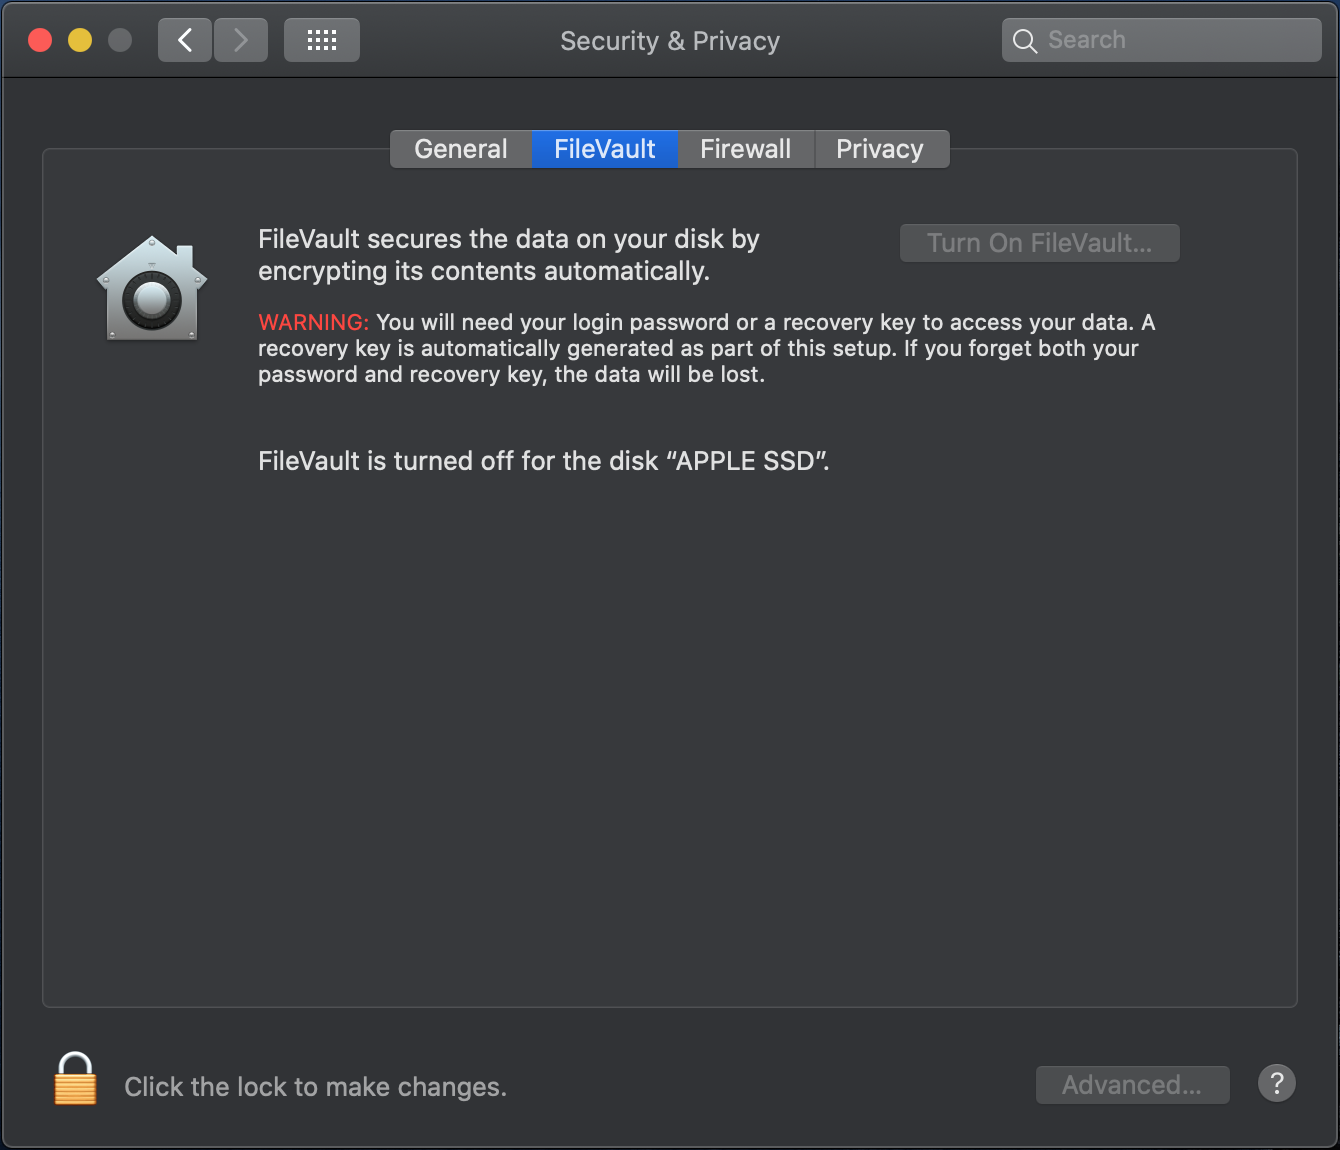 Security & Privacy
Search
General
FileVault
Firewall
Privacy
FileVault secures the data on your disk by
encrypting its contents automatically.
Turn On FileVault...
WARNING: You will need your login password or a recovery key to access your data. A
recovery key is automatically generated as part of this setup. If you forget both your
password and recovery key, the data will be lost.
FileVault is turned off for the disk “APPLE SSD”.
Click the lock to make changes.
Advanced...
?